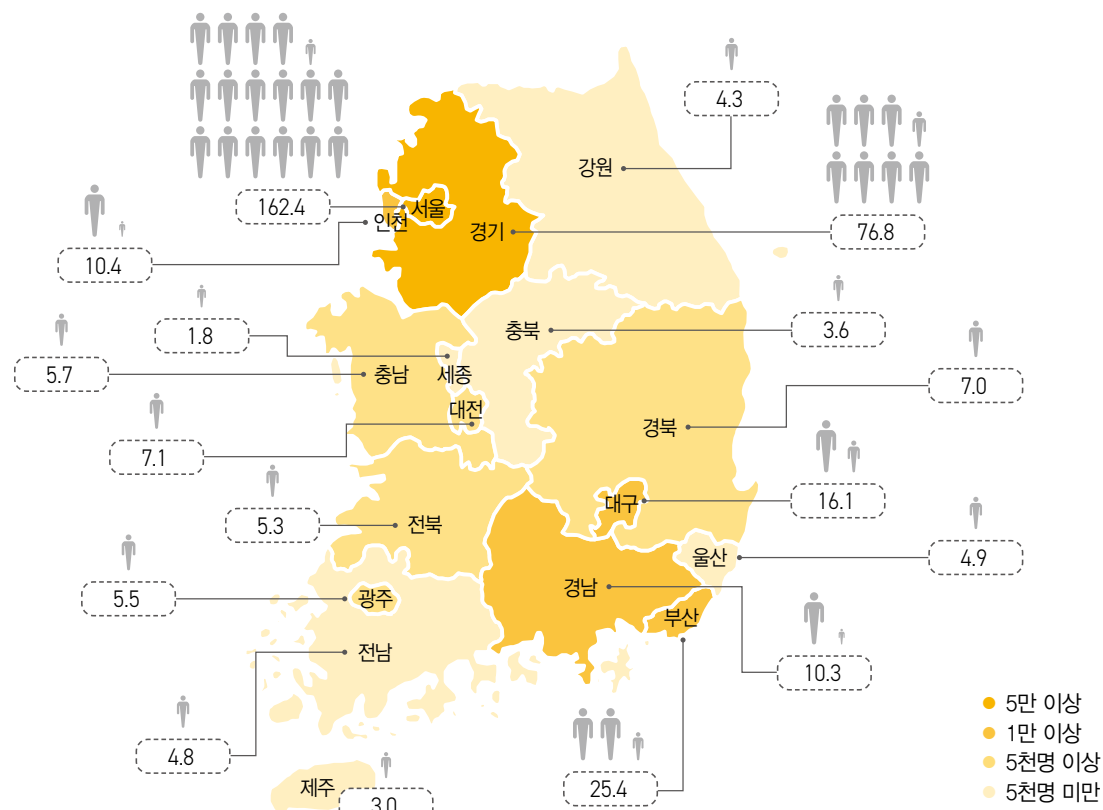 4.3
강원
162.4
서울
인천
경기
76.8
10.4
1.8
충북
3.6
5.7
충남
세종
7.0
대전
경북
7.1
16.1
대구
5.3
전북
울산
4.9
5.5
광주
경남
부산
전남
10.3
4.8
25.4
제주
3.0
5만 이상
1만 이상
5천명 이상
5천명 미만